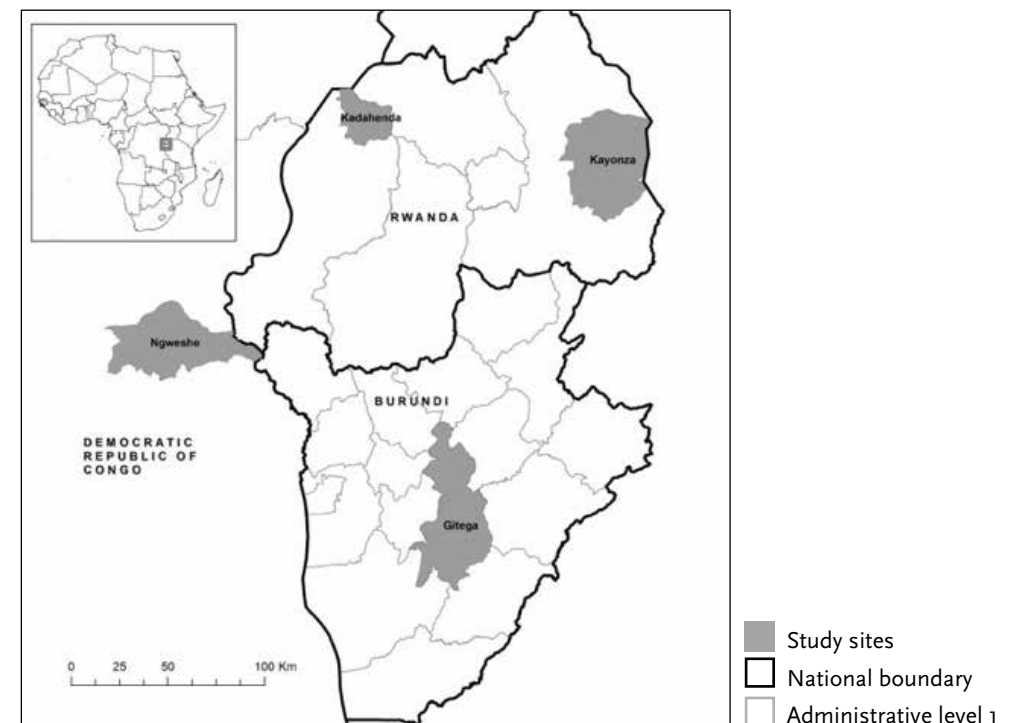 Kadahenda
Kayonza
RWANDA
Ngweshe
BURUNDI
DEMOCRATIC
REPUBLIC OF
CONGO
Gitega
0 25 50 100 Km
Study sites
National boundary
Administrative level 1